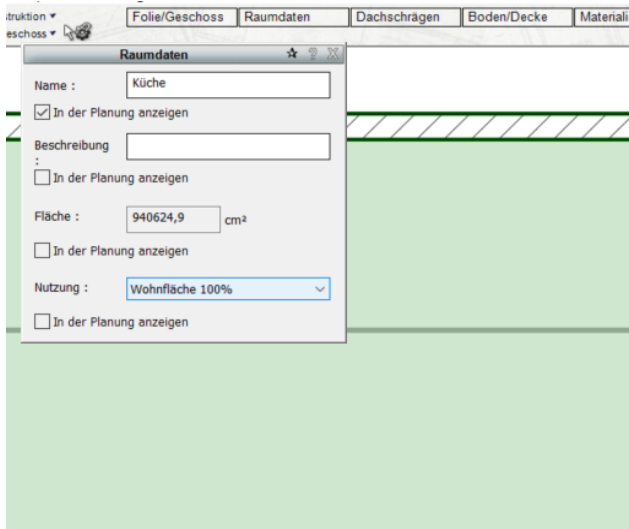 truktion
Folie/Geschoss
Raumdaten
Dachschrägen
Boden/Decke
Materiali
eschoss
Raumdaten
Name :
Küche
In der Planung anzeigen
Beschreibung
:
In der Planung anzeigen
Fläche :
940624,9
cm²
In der Planung anzeigen
Nutzung :
Wohnfläche 100%
In der Planung anzeigen